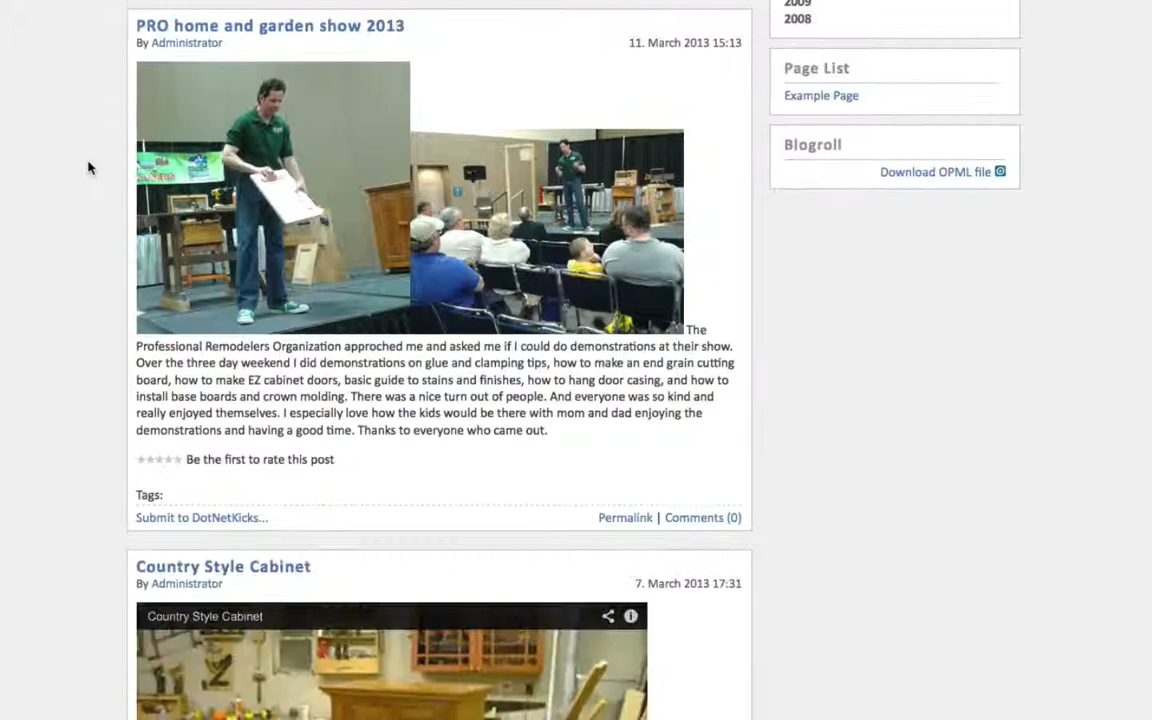 2009
2008
PRO home and garden show 2013
By Administrator
11. March 2013 15:13
Page List
Example Page
Blogroll
Download OPML file
The
Professional Remodelers Organization approched me and asked me if I could do demonstrations at their show.
Over the three day weekend I did demonstrations on glue and clamping tips, how to make an end grain cutting
board, how to make EZ cabinet doors, basic guide to stains and finishes, how to hang door casing, and how to
install base boards and crown molding. There was a nice turn out of people. And everyone was so kind and
really enjoyed themselves. I especially love how the kids would be there with mom and dad enjoying the
demonstrations and having a good time. Thanks to everyone who came out.
Be the first to rate this post
Tags:
Submit to DotNetKicks...
Permalink | Comments (0)
Country Style Cabinet
By Administrator
7. March 2013 17:31
Country Style Cabinet